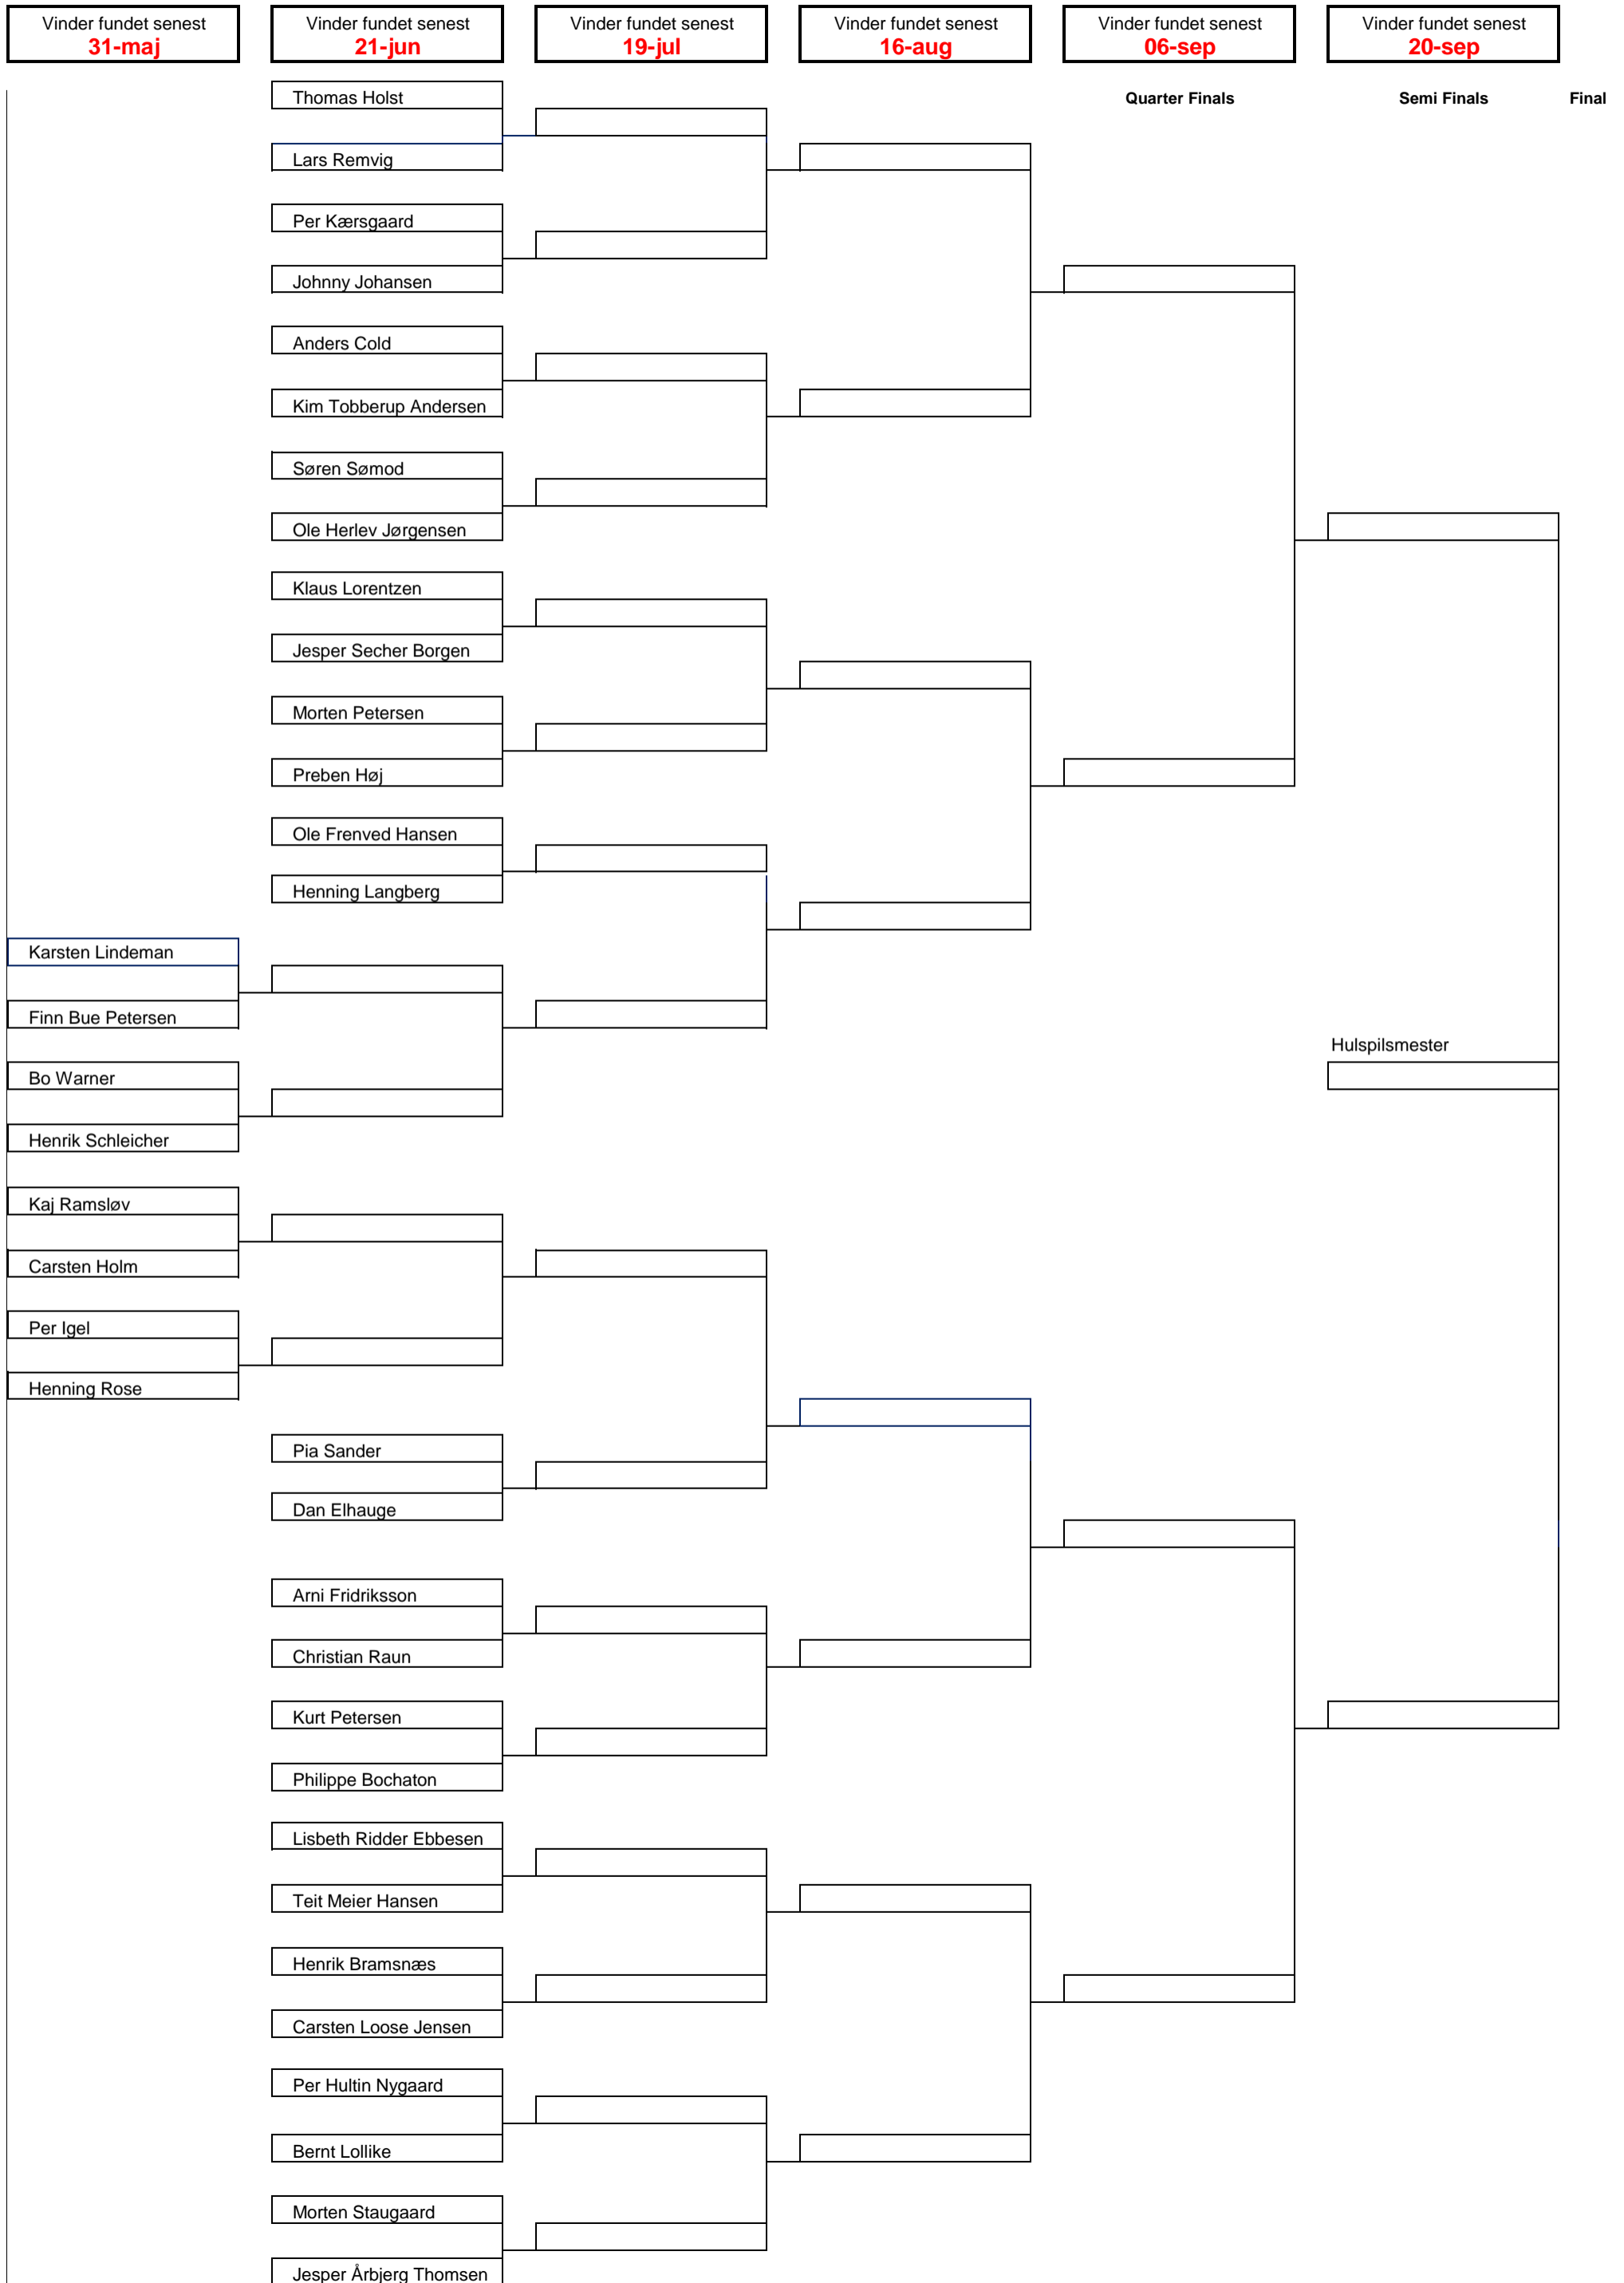 Vinder fundet senest
31-maj
Vinder fundet senest
21-jun
Vinder fundet senest
19-jul
Vinder fundet senest
16-aug
Vinder fundet senest
06-sep
Vinder fundet senest
20-sep
Quarter Finals
Semi Finals
Final
Thomas Holst
Lars Remvig
Per Kærsgaard
Johnny Johansen
Anders Cold
Kim Tobberup Andersen
Søren Sømod
Ole Herlev Jørgensen
Klaus Lorentzen
Jesper Secher Borgen
Morten Petersen
Preben Høj
Ole Frenved Hansen
Henning Langberg
Karsten Lindeman
Finn Bue Petersen
Hulspilsmester
Bo Warner
Henrik Schleicher
Kaj Ramsløv
Carsten Holm
Per Igel
Henning Rose
Pia Sander
Dan Elhauge
Arni Fridriksson
Christian Raun
Kurt Petersen
Philippe Bochaton
Lisbeth Ridder Ebbesen
Teit Meier Hansen
Henrik Bramsnæs
Carsten Loose Jensen
Per Hultin Nygaard
Bernt Lollike
Morten Staugaard
Jesper Årbjerg Thomsen